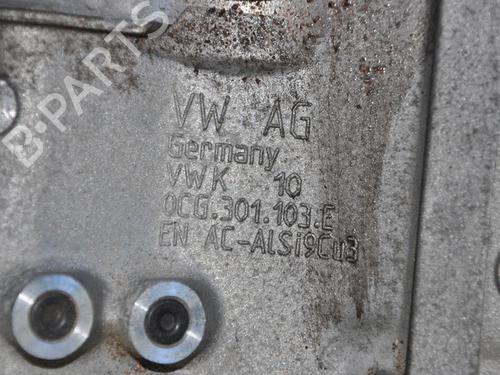 B-PARTS
VW AG
Germany
VWK 10
0CG.301.103.E
EN AC-AlSi9Cu3